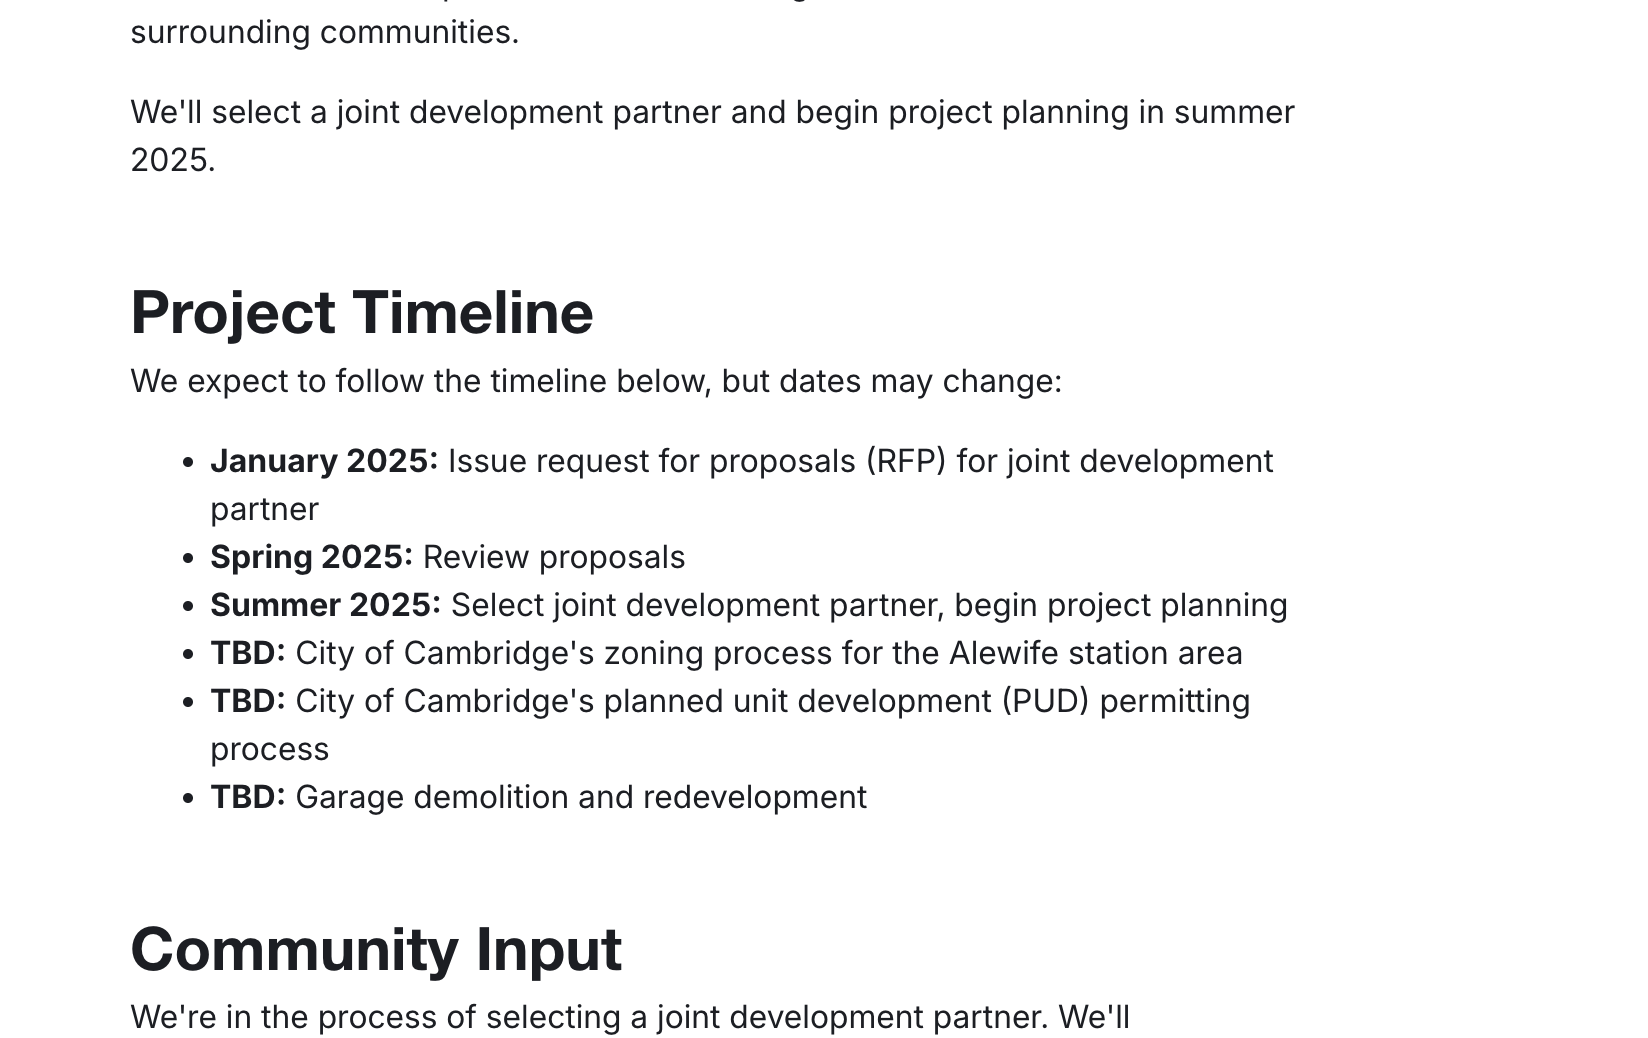 surrounding communities.
We'll select a joint development partner and begin project planning in summer
2025.
Project Timeline
We expect to follow the timeline below, but dates may change:
• January 2025: Issue request for proposals (RFP) for joint development
partner
• Spring 2025: Review proposals
• Summer 2025: Select joint development partner, begin project planning
• TBD: City of Cambridge's zoning process for the Alewife station area
• TBD: City of Cambridge's planned unit development (PUD) permitting
process
• TBD: Garage demolition and redevelopment
Community Input
We're in the process of selecting a joint development partner. We'll